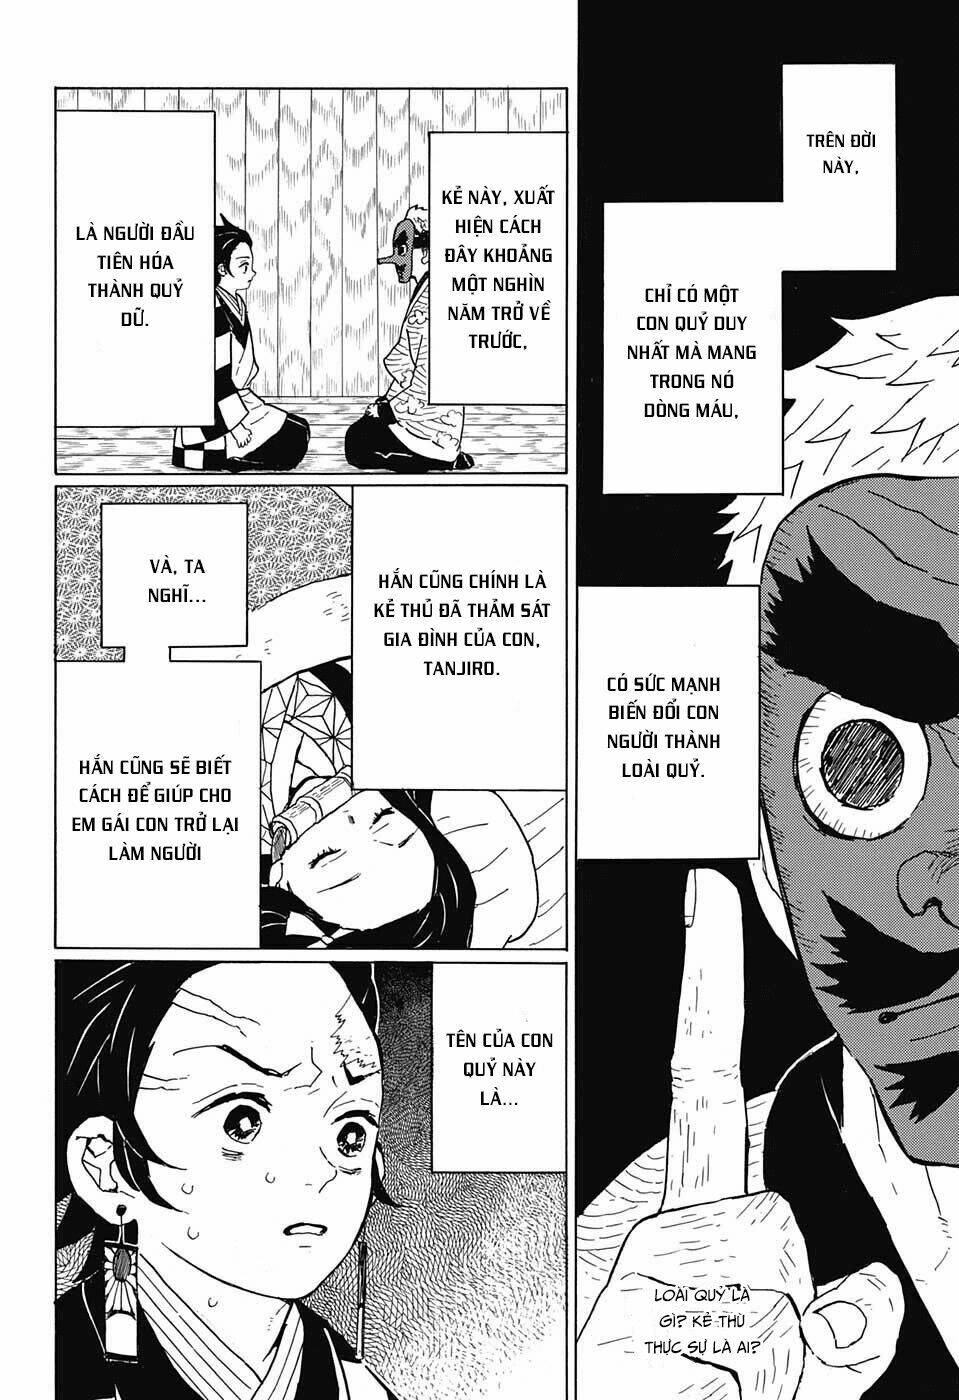 TRÊN ĐỜI
NÀY,
CHỈ CÓ MỘT
CON QUỶ DUY
NHẤT MÀ MANG
TRONG NÓ
DÒNG MÁU,
CÓ SỨC MẠNH
BIẾN ĐỔI CON
NGƯỜI THÀNH
LOÀI QUỶ.
LOÀI QUỶ LÀ
GÌ? KẺ THÙ
THỰC SỰ LÀ AI?
KẺ NÀY, XUẤT
HIỆN CÁCH
ĐÂY KHOẢNG
MỘT NGHÌN
NĂM TRỞ VỀ
TRƯỚC,
LÀ NGƯỜI ĐẦU
TIÊN HÓA
THÀNH QUỶ
DỮ.
HẮN CŨNG CHÍNH LÀ
KẺ THỦ ĐÃ THẢM SÁT
GIA ĐÌNH CỦA CON,
TANJIRO.
VÀ, TA
NGHĨ...
HẮN CŨNG SẼ BIẾT
CÁCH ĐỂ GIÚP CHO
EM GÁI CON TRỞ LẠI
LÀM NGƯỜI
TÊN CỦA CON
QUỶ NÀY
LÀ...